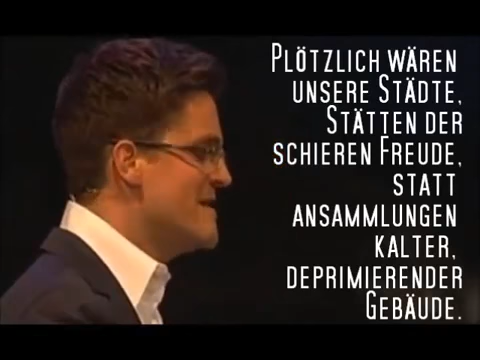 Plötzlich wären
unsere Städte,
Stätten der
schieren Freude,
statt
ansammlungen
kalter,
deprimierender
Gebäude.